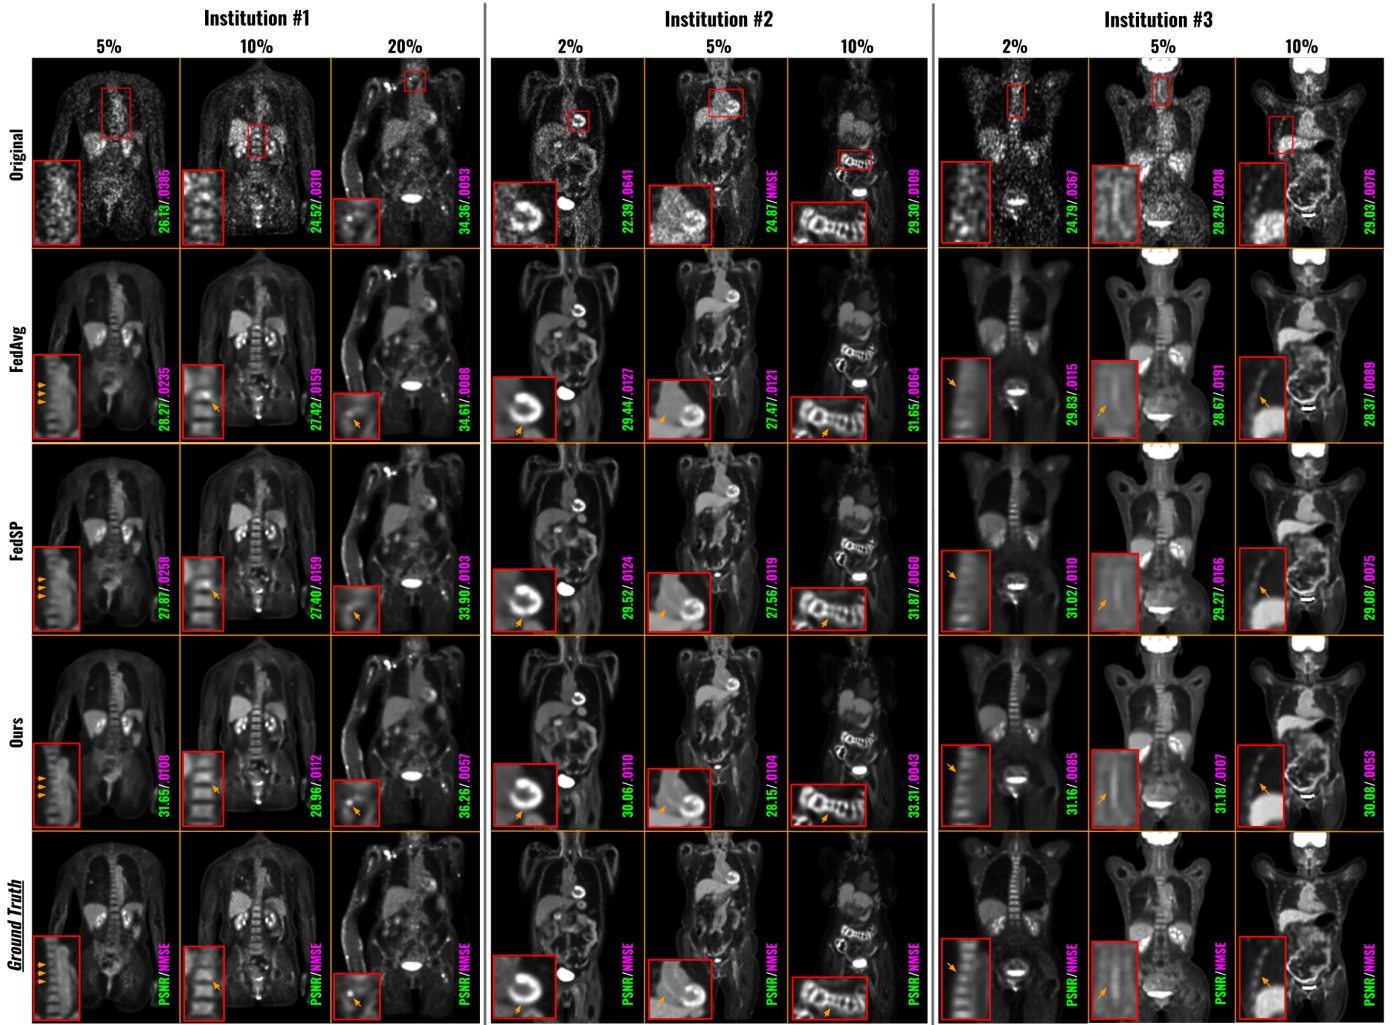 Institution #1 Institution #2 Institution #3
5% 10% 20% 2% 5% 10% 2% 5% 10%
Original
26.13/.0385 24.52/.0310 34.36/.0093 22.39/.0641 24.87/NMSE 29.30/.0109 24.79/.0367 28.29/.0208 29.03/.0076
FedAvg
28.27/.0235 27.42/.0159 34.61/.0088 29.44/.0127 27.47/.0121 31.65/.0064 29.83/.0115 28.67/.0191 28.37/.0089
FedSP
27.87/.0258 27.40/.0159 33.90/.0103 29.52/.0124 27.56/.0119 31.87/.0060 31.02/.0110 29.27/.0166 29.08/.0075
Ours
31.65/.0108 28.96/.0112 36.26/.0057 30.06/.0110 28.15/.0104 33.31/.0043 31.16/.0085 31.18/.0107 30.08/.0053
Ground Truth
PSNR/NMSE PSNR/NMSE PSNR/NMSE PSNR/NMSE PSNR/NMSE PSNR/NMSE PSNR/NMSE PSNR/NMSE PSNR/NMSE